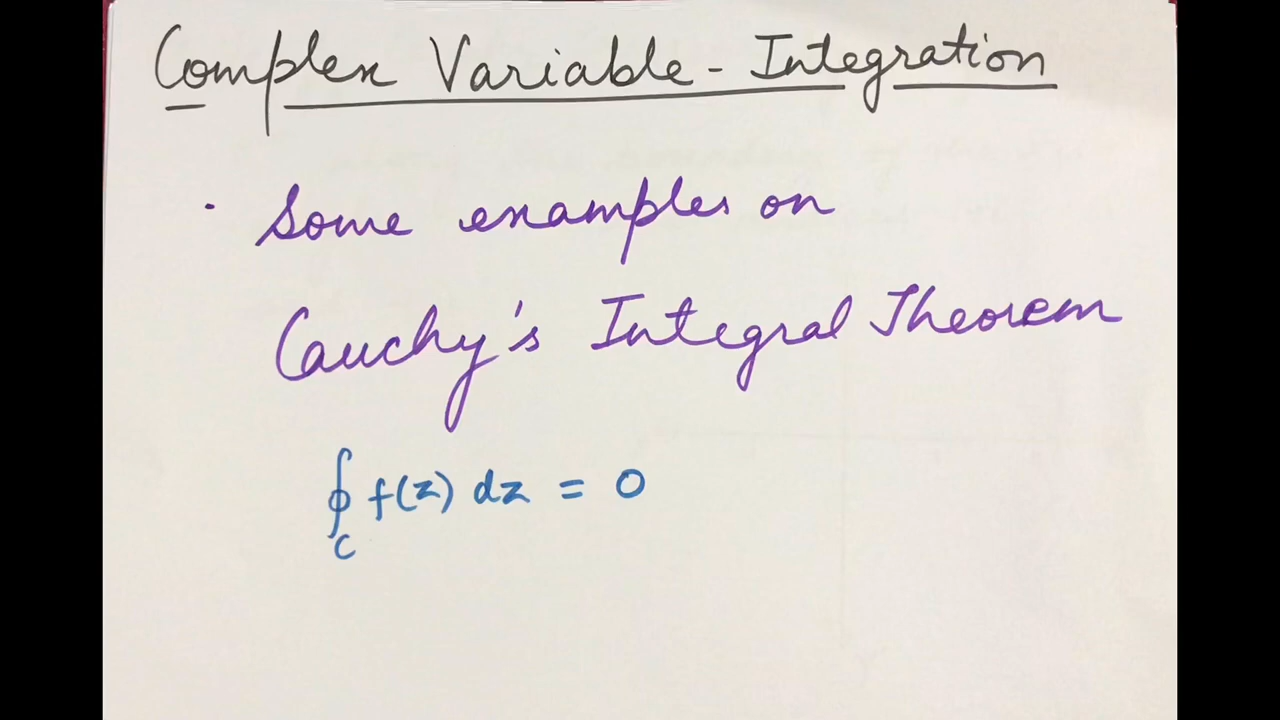 Complex Variable - Integration
· Some examples on
Cauchy's Integral Theorem
∮_C f(z) dz = 0